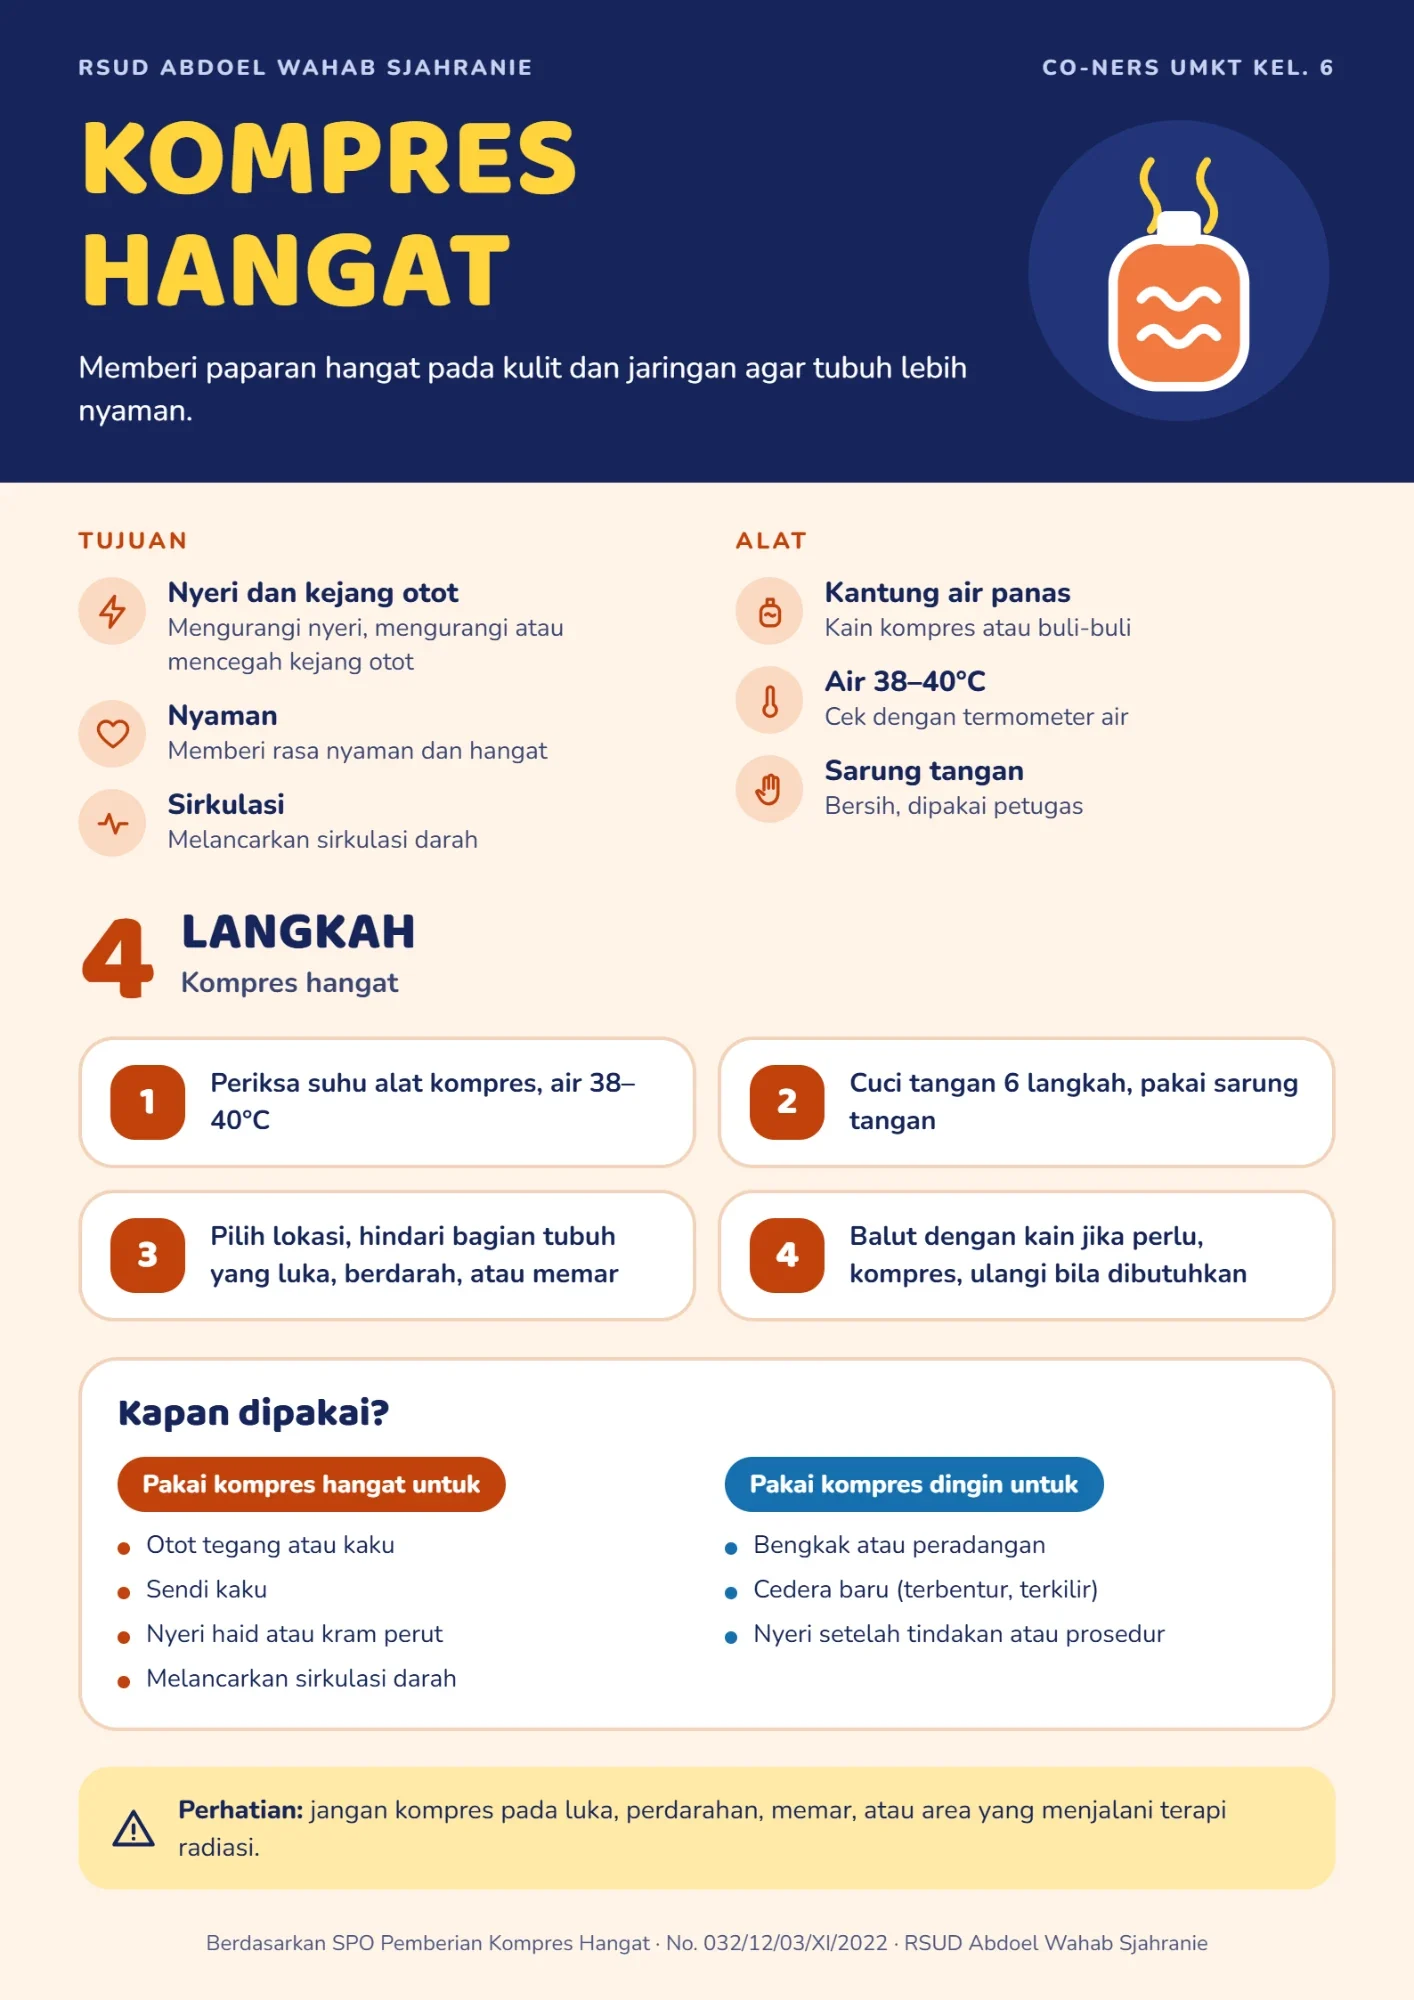 RSUD ABDOEL WAHAB SJAHRANIE
CO-NERS UMKT KEL. 6
KOMPRES
HANGAT
Memberi paparan hangat pada kulit dan jaringan agar tubuh lebih
nyaman.
TUJUAN
Nyeri dan kejang otot
Mengurangi nyeri, mengurangi atau
mencegah kejang otot
Nyaman
Memberi rasa nyaman dan hangat
Sirkulasi
Melancarkan sirkulasi darah
ALAT
Kantung air panas
Kain kompres atau buli-buli
Air 38–40°C
Cek dengan termometer air
Sarung tangan
Bersih, dipakai petugas
4
LANGKAH
Kompres hangat
1
Periksa suhu alat kompres, air 38–
40°C
2
Cuci tangan 6 langkah, pakai sarung
tangan
3
Pilih lokasi, hindari bagian tubuh
yang luka, berdarah, atau memar
4
Balut dengan kain jika perlu,
kompres, ulangi bila dibutuhkan
Kapan dipakai?
Pakai kompres hangat untuk
Otot tegang atau kaku
Sendi kaku
Nyeri haid atau kram perut
Melancarkan sirkulasi darah
Pakai kompres dingin untuk
Bengkak atau peradangan
Cedera baru (terbentur, terkilir)
Nyeri setelah tindakan atau prosedur
Perhatian: jangan kompres pada luka, perdarahan, memar, atau area yang menjalani terapi
radiasi.
Berdasarkan SPO Pemberian Kompres Hangat · No. 032/12/03/XI/2022 · RSUD Abdoel Wahab Sjahranie